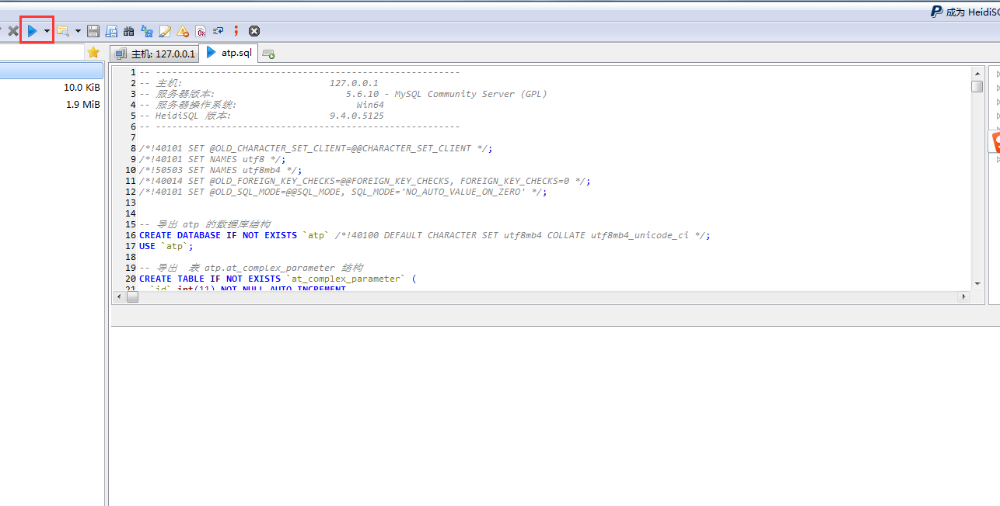 成为 HeidiSQ
主机: 127.0.0.1
atp.sql
10.0 KiB
1.9 MiB
1 -- --------------------------------------------------------
2 -- 主机:                           127.0.0.1
3 -- 服务器版本:                        5.6.10 - MySQL Community Server (GPL)
4 -- 服务器操作系统:                      Win64
5 -- HeidiSQL 版本:                  9.4.0.5125
6 -- --------------------------------------------------------
7
8 /*!40101 SET @OLD_CHARACTER_SET_CLIENT=@@CHARACTER_SET_CLIENT */;
9 /*!40101 SET NAMES utf8 */;
10 /*!50503 SET NAMES utf8mb4 */;
11 /*!40014 SET @OLD_FOREIGN_KEY_CHECKS=@@FOREIGN_KEY_CHECKS, FOREIGN_KEY_CHECKS=0 */;
12 /*!40101 SET @OLD_SQL_MODE=@@SQL_MODE, SQL_MODE='NO_AUTO_VALUE_ON_ZERO' */;
13
14
15 -- 导出 atp 的数据库结构
16 CREATE DATABASE IF NOT EXISTS `atp` /*!40100 DEFAULT CHARACTER SET utf8mb4 COLLATE utf8mb4_unicode_ci */;
17 USE `atp`;
18
19 -- 导出  表 atp.at_complex_parameter 结构
20 CREATE TABLE IF NOT EXISTS `at_complex_parameter` (
21 `id` int(11) NOT NULL AUTO_INCREMENT